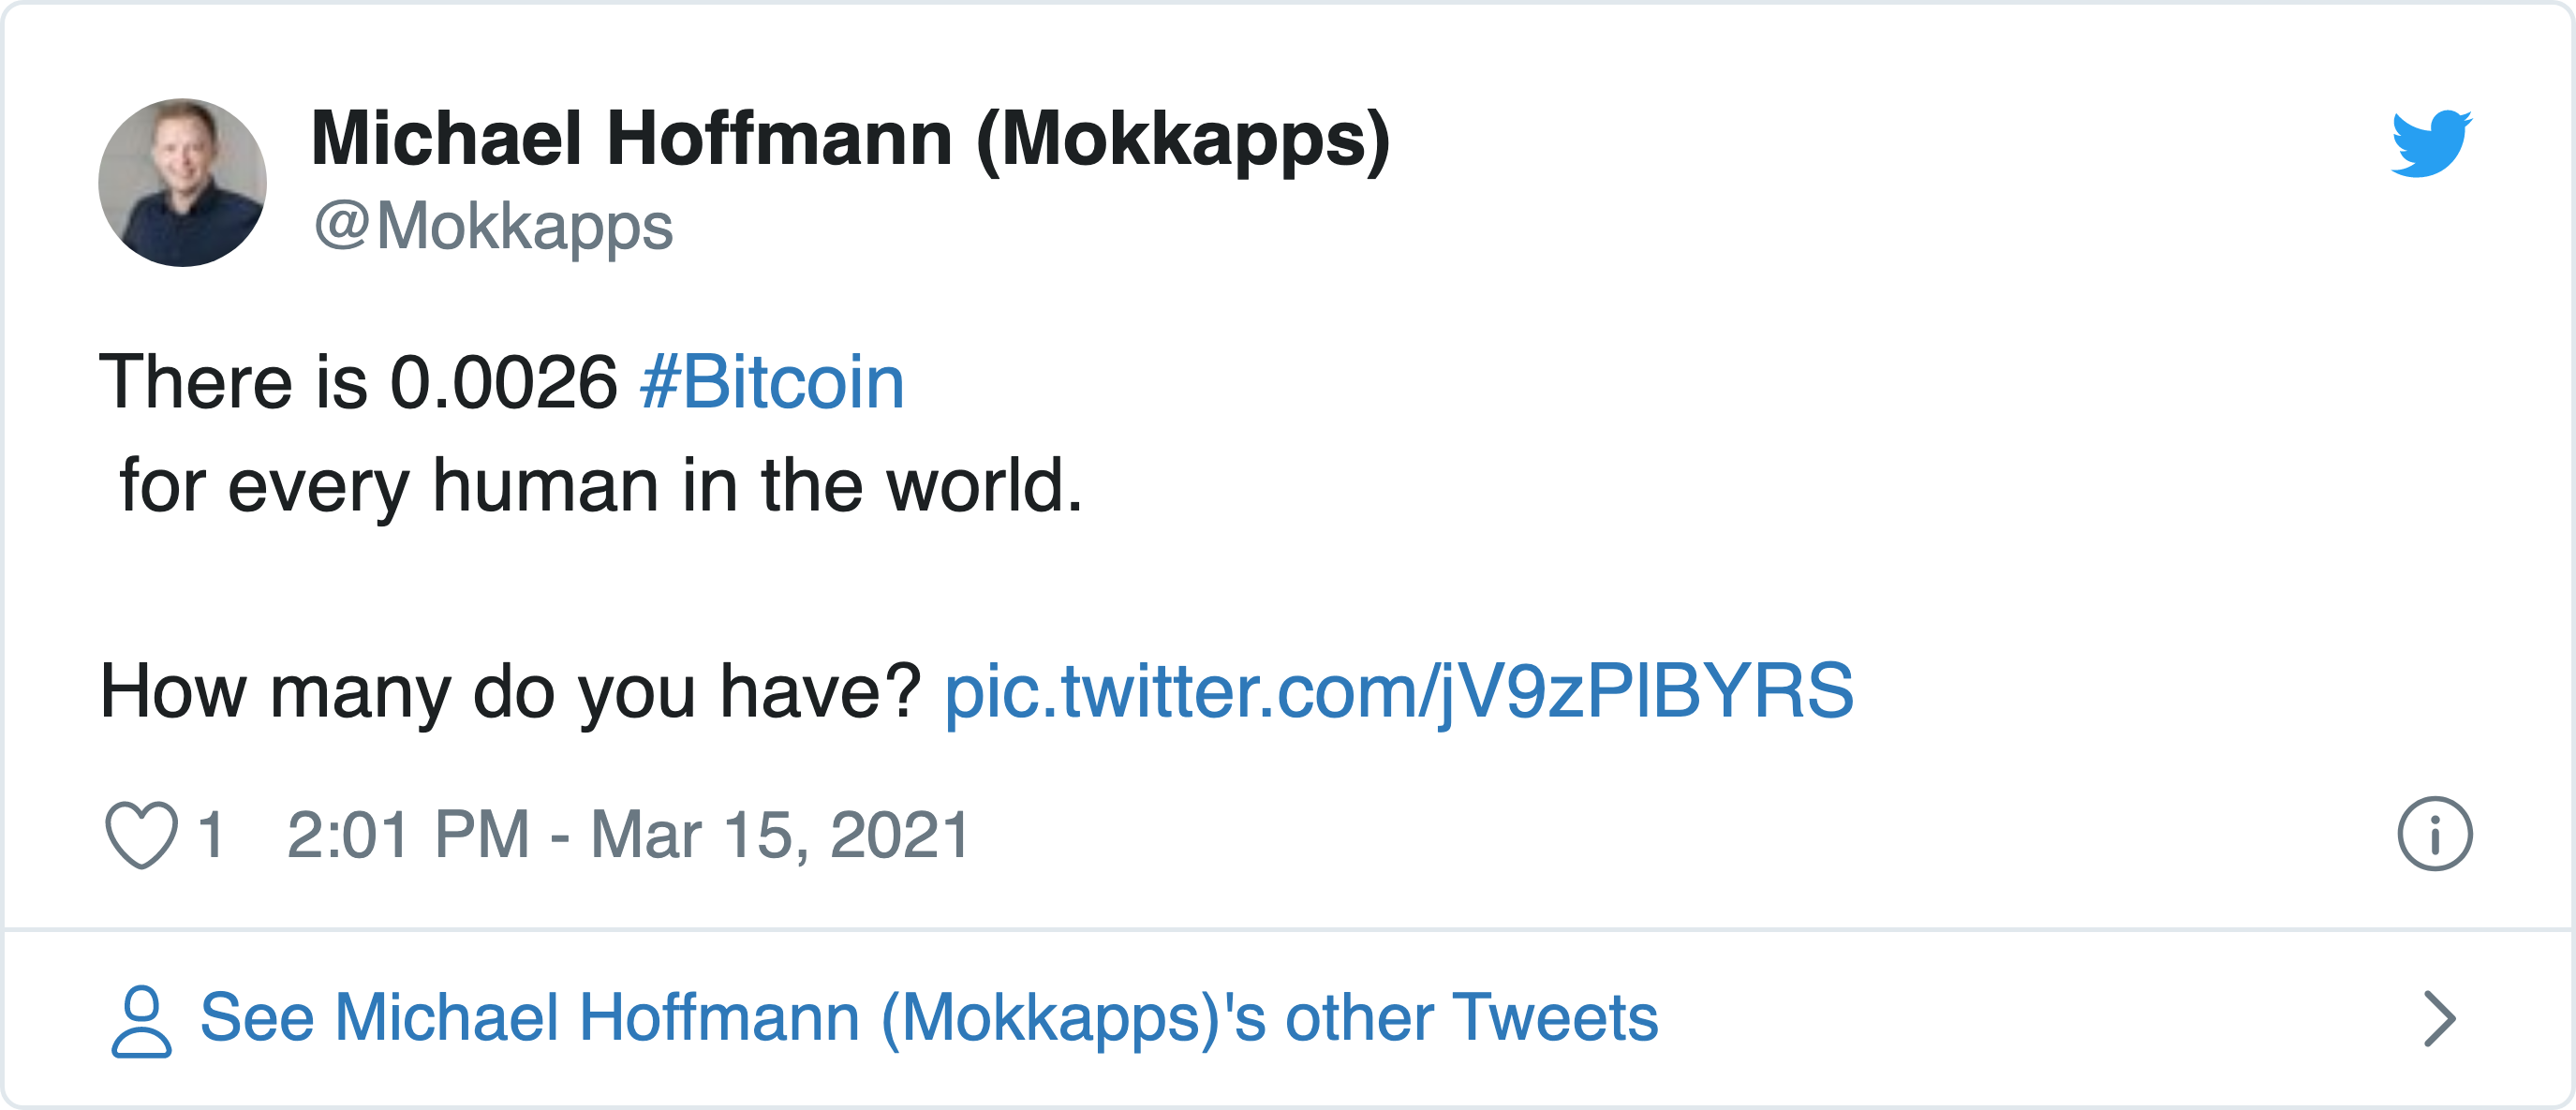 Michael Hoffmann (Mokkapps)
@Mokkapps
There is 0.0026 #Bitcoin
for every human in the world.
How many do you have? pic.twitter.com/jV9zPlBYRS
1 2:01 PM - Mar 15, 2021
See Michael Hoffmann (Mokkapps)'s other Tweets